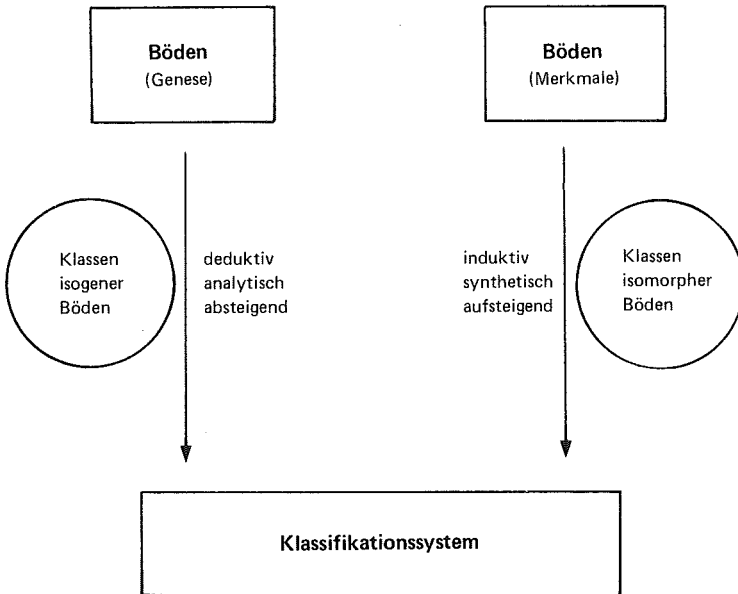 Böden
(Genese)
Böden
(Merkmale)
Klassen
isogener
Böden
deduktiv
analytisch
absteigend
induktiv
synthetisch
aufsteigend
Klassen
isomorpher
Böden
Klassifikationssystem